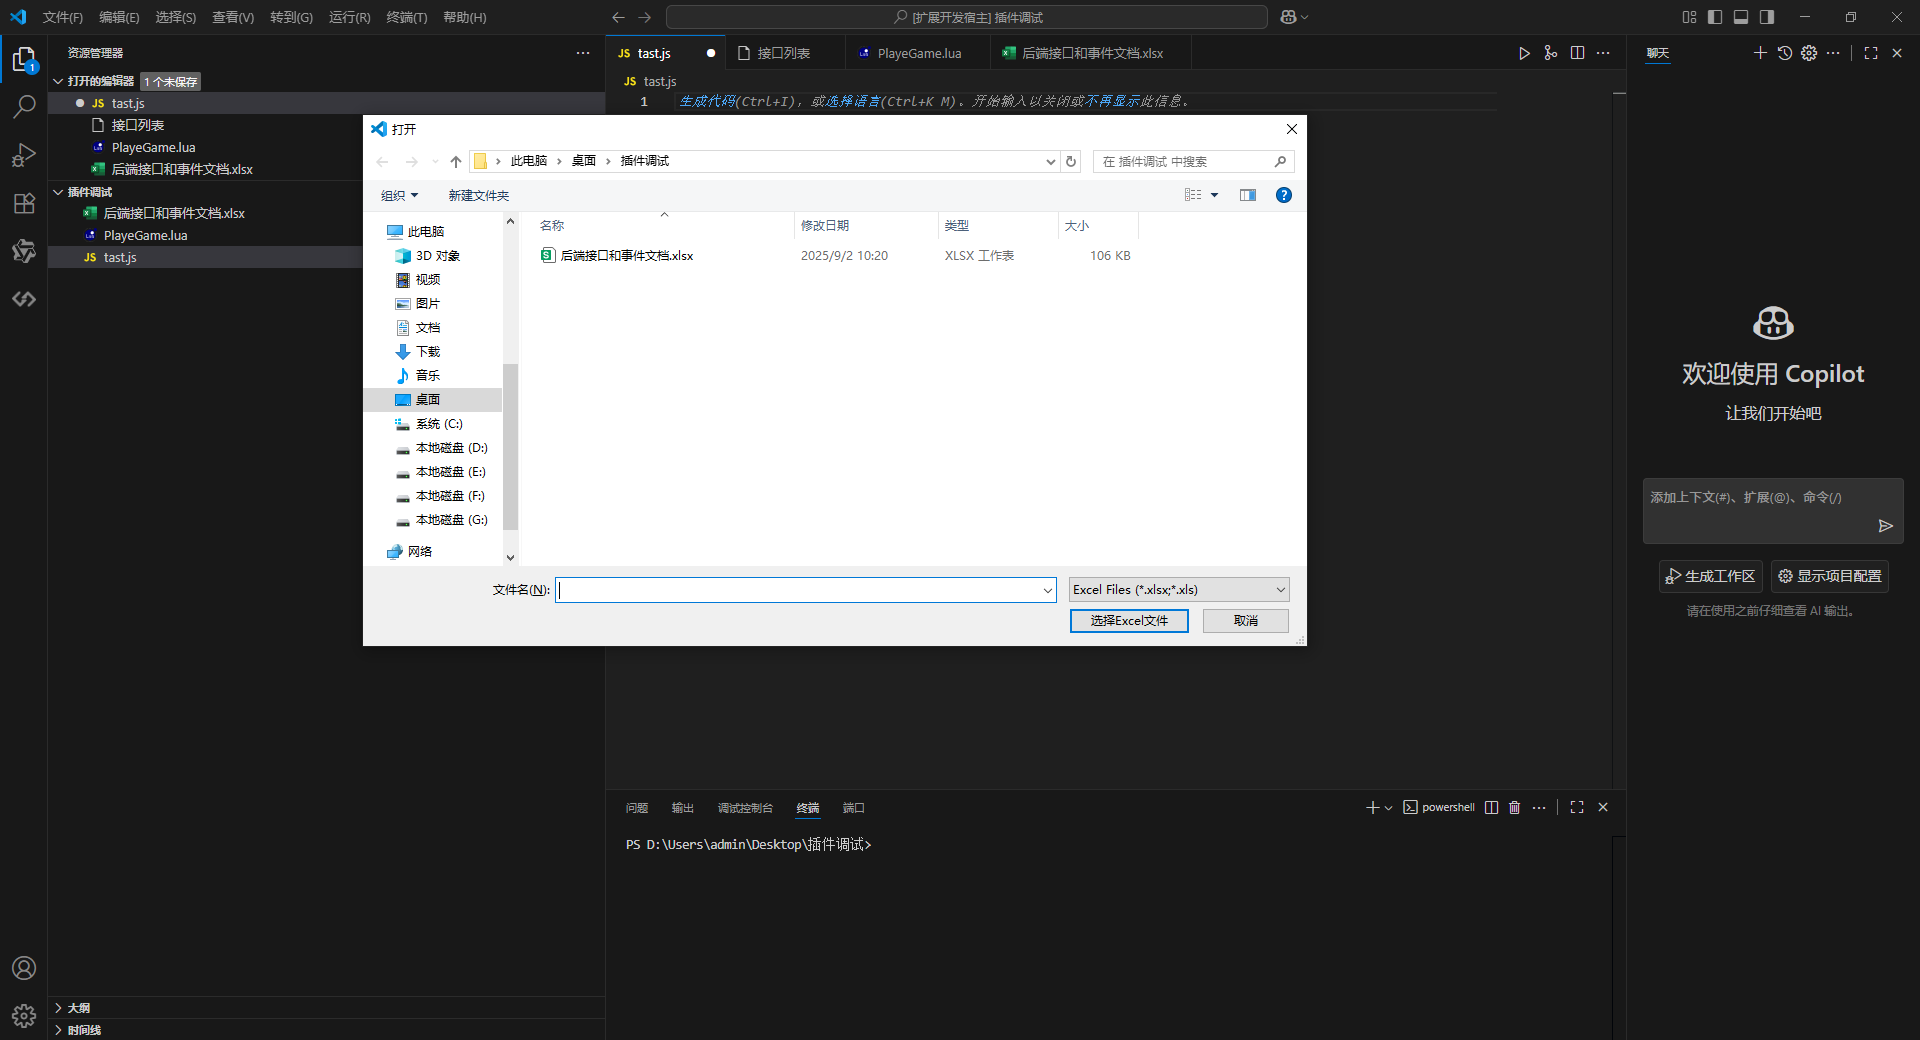 文件(F) 编辑(E) 选择(S) 查看(V) 转到(G) 运行(R) 终端(T) 帮助(H)
[扩展开发宿主] 插件调试
资源管理器
打开的编辑器 1 个未保存
JS tast.js
接口列表
PlayeGame.lua
后端接口和事件文档.xlsx
插件调试
后端接口和事件文档.xlsx
PlayeGame.lua
JS tast.js
大纲
时间线
1
JS tast.js 接口列表 PlayeGame.lua 后端接口和事件文档.xlsx
JS tast.js
1 生成代码(Ctrl+I), 或选择语言(Ctrl+K M)。开始输入以关闭或不再显示此信息。
打开
此电脑 桌面 插件调试
在 插件调试 中搜索
组织 新建文件夹
此电脑
3D 对象
视频
图片
文档
下载
音乐
桌面
系统 (C:)
本地磁盘 (D:)
本地磁盘 (E:)
本地磁盘 (F:)
本地磁盘 (G:)
网络
名称 修改日期 类型 大小
后端接口和事件文档.xlsx 2025/9/2 10:20 XLSX 工作表 106 KB
文件名(N): Excel Files (*.xlsx;*.xls)
选择Excel文件 取消
问题 输出 调试控制台 终端 端口
powershell
PS D:\Users\admin\Desktop\插件调试>
聊天
欢迎使用 Copilot
让我们开始吧
添加上下文(#)、扩展(@)、命令(/)
生成工作区 显示项目配置
请在使用之前仔细查看 AI 输出。